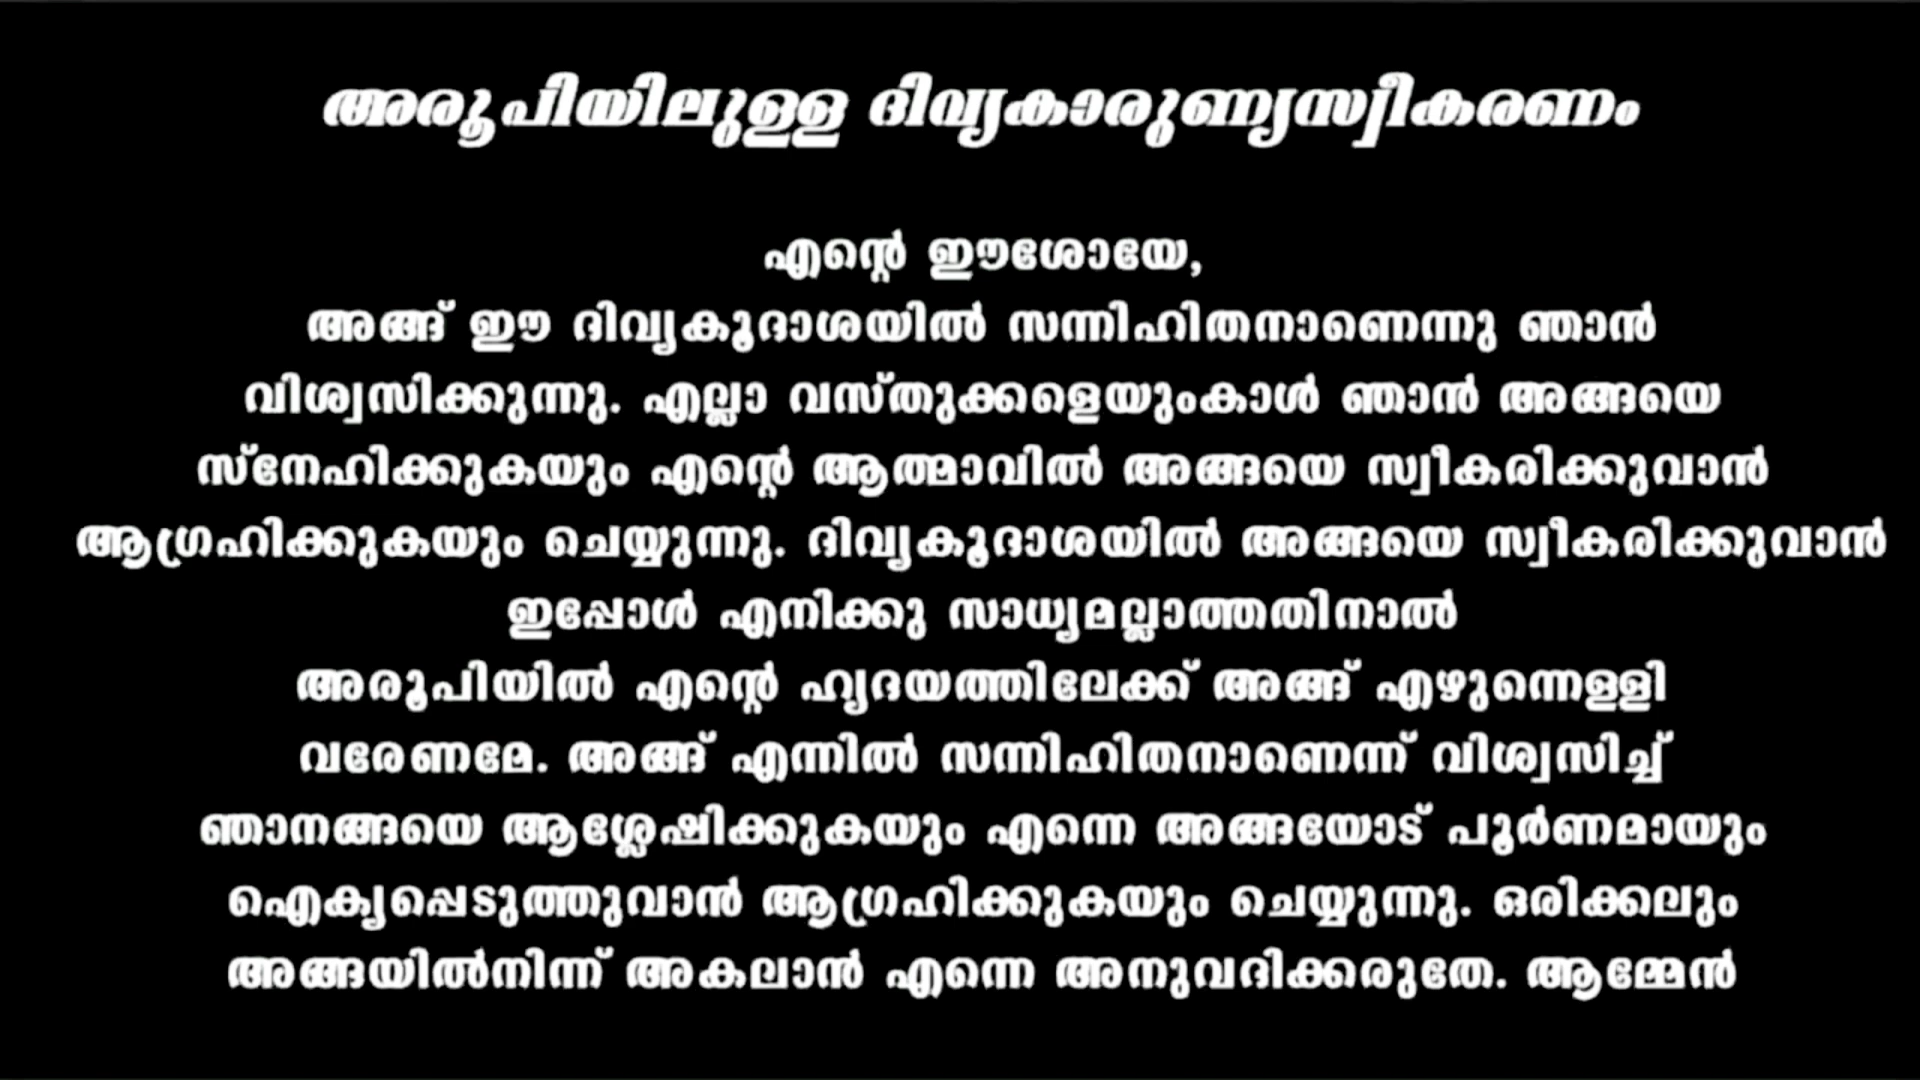 അരൂപിയിലുള്ള ദിവ്യകാരുണ്യസ്വീകരണം
എന്റെ ഈശോയേ,
അങ്ങ് ഈ ദിവ്യകൂദാശയിൽ സന്നിഹിതനാണെന്നു ഞാൻ
വിശ്വസിക്കുന്നു. എല്ലാ വസ്തുക്കളെയുംകാൾ ഞാൻ അങ്ങയെ
സ്നേഹിക്കുകയും എന്റെ ആത്മാവിൽ അങ്ങയെ സ്വീകരിക്കുവാൻ
ആഗ്രഹിക്കുകയും ചെയ്യുന്നു. ദിവ്യകൂദാശയിൽ അങ്ങയെ സ്വീകരിക്കുവാൻ
ഇപ്പോൾ എനിക്കു സാധ്യമല്ലാത്തതിനാൽ
അരൂപിയിൽ എന്റെ ഹൃദയത്തിലേക്ക് അങ്ങ് എഴുന്നെള്ളി
വരേണമേ. അങ്ങ് എന്നിൽ സന്നിഹിതനാണെന്ന് വിശ്വസിച്ച്
ഞാനങ്ങയെ ആശ്ലേഷിക്കുകയും എന്നെ അങ്ങയോട് പൂർണമായും
ഐക്യപ്പെടുത്തുവാൻ ആഗ്രഹിക്കുകയും ചെയ്യുന്നു. ഒരിക്കലും
അങ്ങയിൽനിന്ന് അകലാൻ എന്നെ അനുവദിക്കരുതേ. ആമ്മേൻ